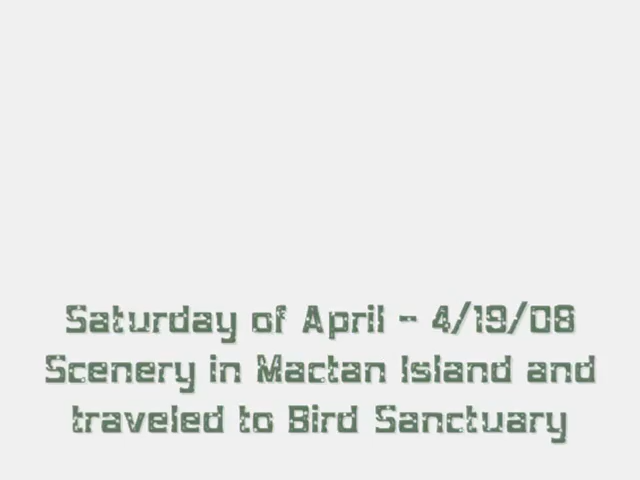 Saturday of April - 4/19/08
Scenery in Mactan Island and
traveled to Bird Sanctuary